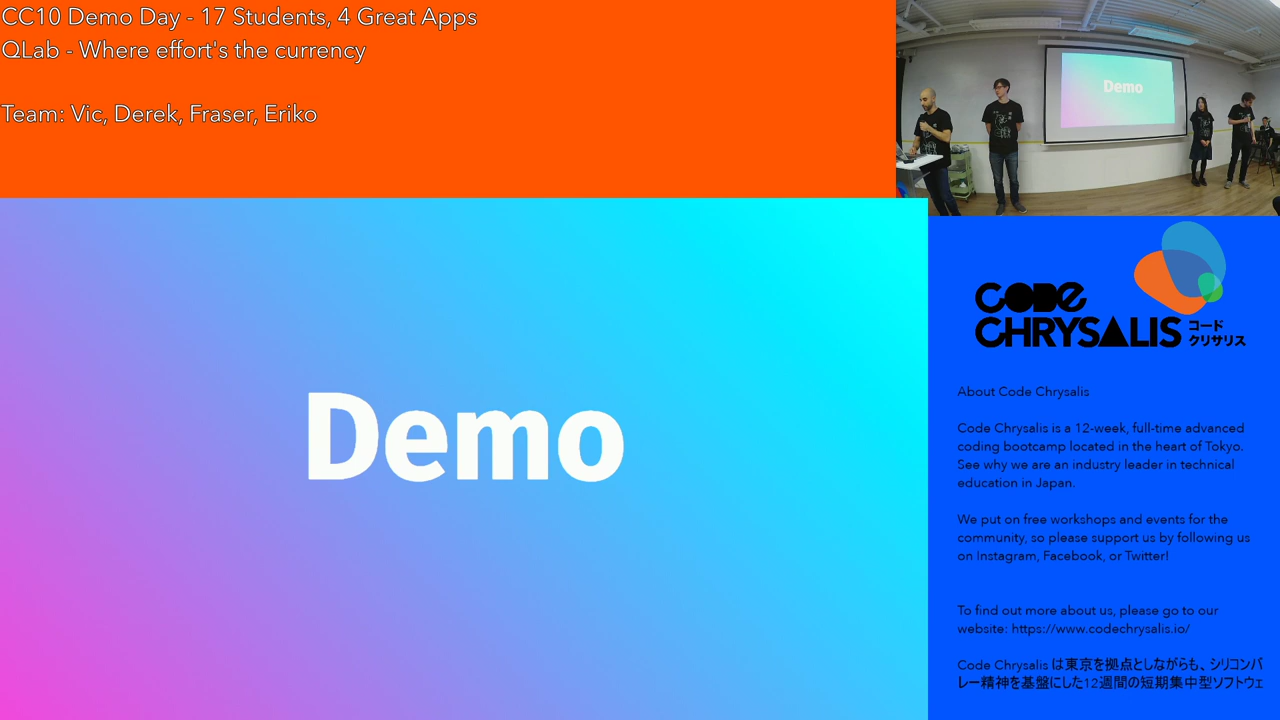 CC10 Demo Day - 17 Students, 4 Great Apps
QLab - Where effort's the currency
Team: Vic, Derek, Fraser, Eriko
Demo
Demo
CODE
CHRYSALIS
コード
クリサリス
About Code Chrysalis
Code Chrysalis is a 12-week, full-time advanced
coding bootcamp located in the heart of Tokyo.
See why we are an industry leader in technical
education in Japan.
We put on free workshops and events for the
community, so please support us by following us
on Instagram, Facebook, or Twitter!
To find out more about us, please go to our
website: https://www.codechrysalis.io/
Code Chrysalis は東京を拠点としながらも、シリコンバ
レー精神を基盤にした12週間の短期集中型ソフトウェ